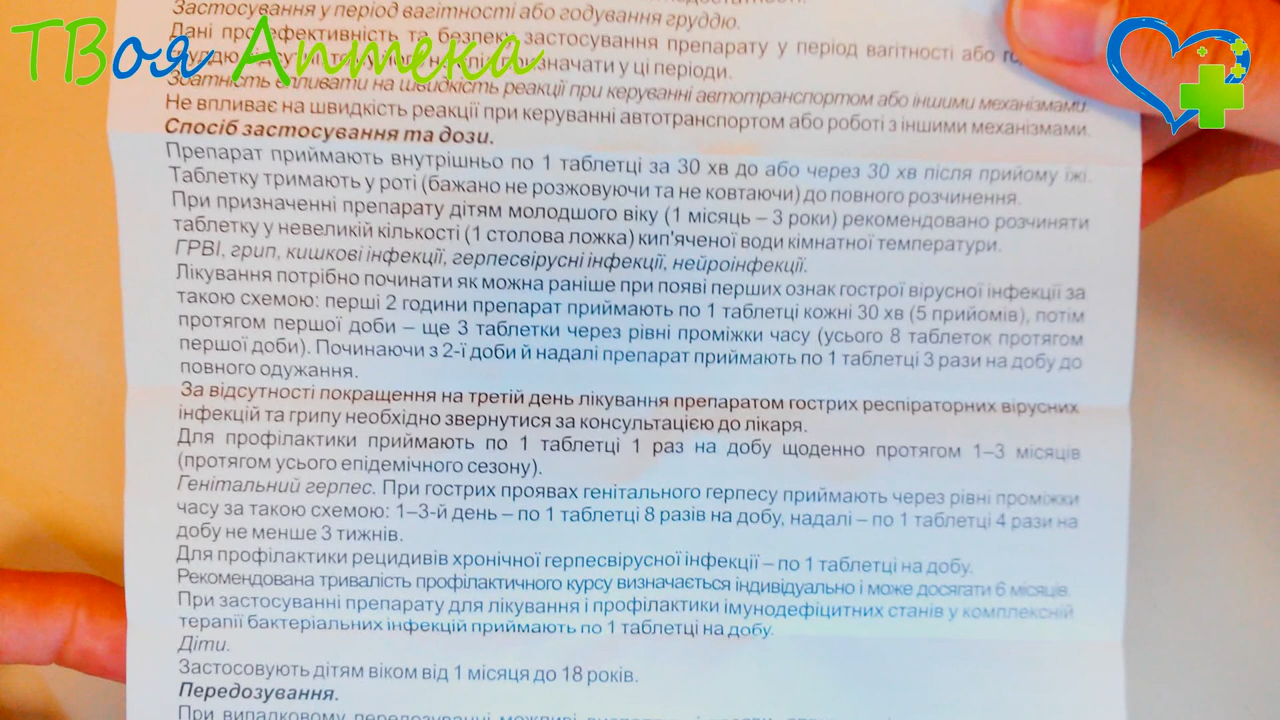 ТВоя Аптека
Застосування у період вагітності або годування груддю.
Дані про ефективність та безпеку застосування препарату у період вагітності або
призначати у ці періоди.
Здатність впливати на швидкість реакції при керуванні автотранспортом або іншими механізмами.
Не впливає на швидкість реакції при керуванні автотранспортом або роботі з іншими механізмами.
Спосіб застосування та дози.
Препарат приймають внутрішньо по 1 таблетці за 30 хв до або через 30 хв після прийому їжі.
Таблетку тримають у роті (бажано не розжовуючи та не ковтаючи) до повного розчинення.
При призначенні препарату дітям молодшого віку (1 місяць – 3 роки) рекомендовано розчиняти
таблетку у невеликій кількості (1 столова ложка) кип'яченої води кімнатної температури.
ГРВІ, грип, кишкові інфекції, герпесвірусні інфекції, нейроінфекції.
Лікування потрібно починати як можна раніше при появі перших ознак гострої вірусної інфекції за
такою схемою: перші 2 години препарат приймають по 1 таблетці кожні 30 хв (5 прийомів), потім
протягом першої доби – ще 3 таблетки через рівні проміжки часу (усього 8 таблеток протягом
першої доби). Починаючи з 2-ї доби й надалі препарат приймають по 1 таблетці 3 рази на добу до
повного одужання.
За відсутності покращення на третій день лікування препаратом гострих респіраторних вірусних
інфекцій та грипу необхідно звернутися за консультацією до лікаря.
Для профілактики приймають по 1 таблетці 1 раз на добу щоденно протягом 1–3 місяців
(протягом усього епідемічного сезону).
Генітальний герпес. При гострих проявах генітального герпесу приймають через рівні проміжки
часу за такою схемою: 1–3-й день – по 1 таблетці 8 разів на добу, надалі – по 1 таблетці 4 рази на
добу не менше 3 тижнів.
Для профілактики рецидивів хронічної герпесвірусної інфекції – по 1 таблетці на добу.
Рекомендована тривалість профілактичного курсу визначається індивідуально і може досягати 6 місяців.
При застосуванні препарату для лікування і профілактики імунодефіцитних станів у комплексній
терапії бактеріальних інфекцій приймають по 1 таблетці на добу.
Діти.
Застосовують дітям віком від 1 місяця до 18 років.
Передозування.
При випадковому передозуванні можливі